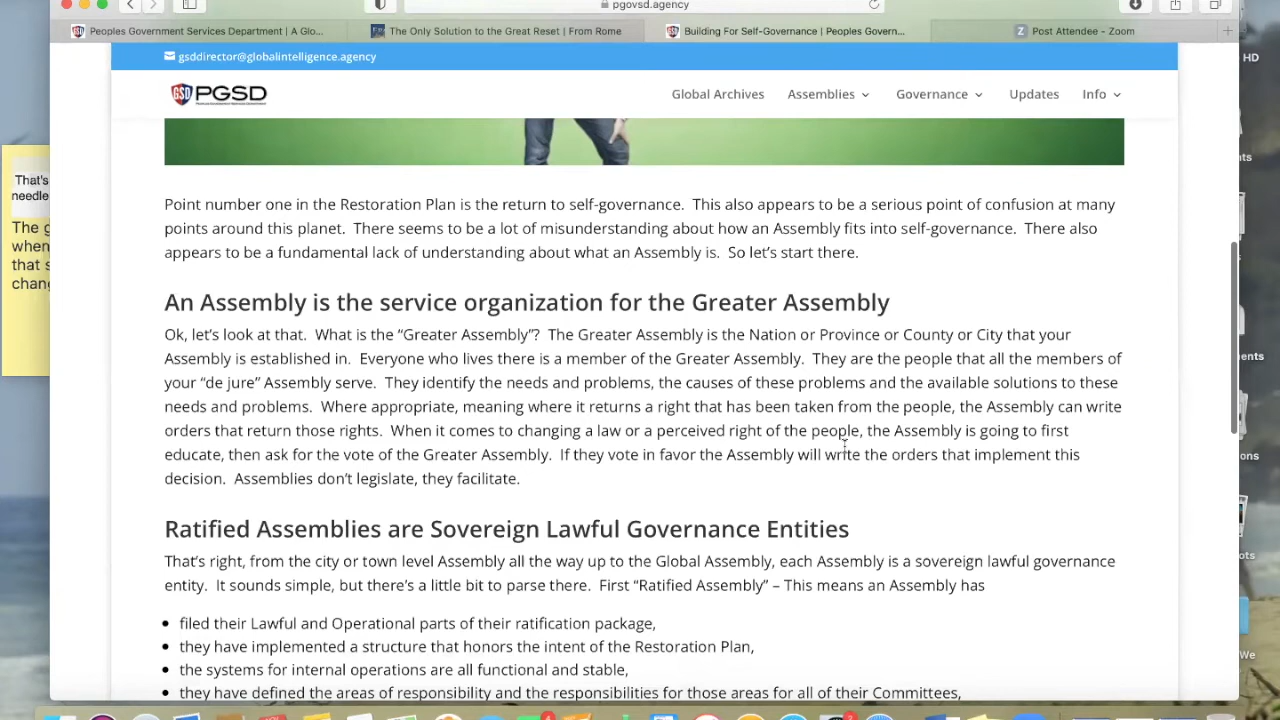 pgovsd.agency
Peoples Government Services Department | A Glo...
The Only Solution to the Great Reset | From Rome
Building For Self-Governance | Peoples Govern...
Post Attendee - Zoom
gsddirector@globalintelligence.agency
GSD PGSD
Global Archives Assemblies Governance Updates Info
Point number one in the Restoration Plan is the return to self-governance. This also appears to be a serious point of confusion at many
points around this planet. There seems to be a lot of misunderstanding about how an Assembly fits into self-governance. There also
appears to be a fundamental lack of understanding about what an Assembly is. So let's start there.
An Assembly is the service organization for the Greater Assembly
Ok, let's look at that. What is the “Greater Assembly”? The Greater Assembly is the Nation or Province or County or City that your
Assembly is established in. Everyone who lives there is a member of the Greater Assembly. They are the people that all the members of
your “de jure” Assembly serve. They identify the needs and problems, the causes of these problems and the available solutions to these
needs and problems. Where appropriate, meaning where it returns a right that has been taken from the people, the Assembly can write
orders that return those rights. When it comes to changing a law or a perceived right of the people, the Assembly is going to first
educate, then ask for the vote of the Greater Assembly. If they vote in favor the Assembly will write the orders that implement this
decision. Assemblies don't legislate, they facilitate.
Ratified Assemblies are Sovereign Lawful Governance Entities
That's right, from the city or town level Assembly all the way up to the Global Assembly, each Assembly is a sovereign lawful governance
entity. It sounds simple, but there's a little bit to parse there. First “Ratified Assembly” – This means an Assembly has
filed their Lawful and Operational parts of their ratification package,
they have implemented a structure that honors the intent of the Restoration Plan,
the systems for internal operations are all functional and stable,
they have defined the areas of responsibility and the responsibilities for those areas for all of their Committees,
That's
needle
The g
when
that s
chang
HD
nts
ments
ons
ots
We